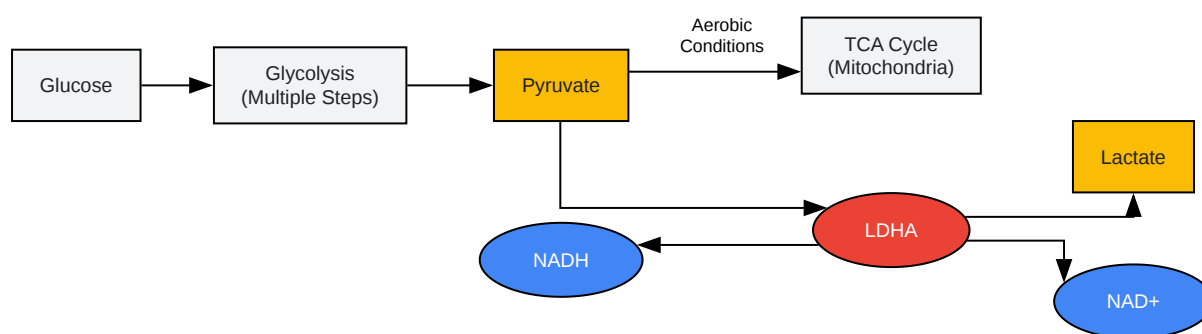 Glucose
Glycolysis
(Multiple Steps)
Pyruvate
Aerobic
Conditions
TCA Cycle
(Mitochondria)
Lactate
LDHA
NADH
NAD+